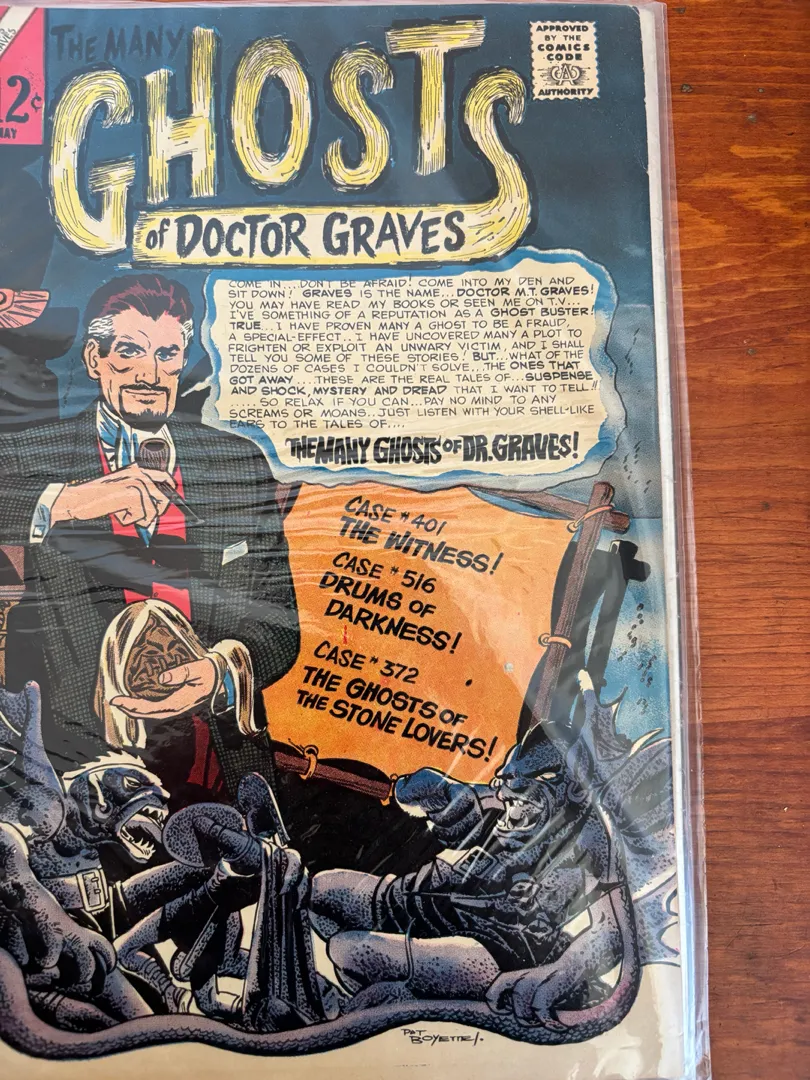 THE MANY
GHOSTS
of DOCTOR GRAVES
APPROVED
BY THE
COMICS
CODE
CA
AUTHORITY
12¢
MAY
COME IN....DON'T BE AFRAID! COME INTO MY DEN AND
SIT DOWN! GRAVES IS THE NAME...DOCTOR M.T. GRAVES!
YOU MAY HAVE READ MY BOOKS OR SEEN ME ON T.V....
I'VE SOMETHING OF A REPUTATION AS A GHOST BUSTER!
TRUE...I HAVE PROVEN MANY A GHOST TO BE A FRAUD,
A SPECIAL-EFFECT..I HAVE UNCOVERED MANY A PLOT TO
FRIGHTEN OR EXPLOIT AN UNWARY VICTIM, AND I SHALL
TELL YOU SOME OF THESE STORIES! BUT...WHAT OF THE
DOZENS OF CASES I COULDN'T SOLVE...THE ONES THAT
GOT AWAY....THESE ARE THE REAL TALES OF...SUSPENSE
AND SHOCK, MYSTERY AND DREAD THAT I WANT TO TELL!!
.....SO RELAX IF YOU CAN...PAY NO MIND TO ANY
SCREAMS OR MOANS..JUST LISTEN WITH YOUR SHELL-LIKE
EARS TO THE TALES OF....
THE MANY GHOSTS OF DR. GRAVES!
CASE #401
THE WITNESS!
CASE #516
DRUMS OF
DARKNESS!
CASE #372
THE GHOSTS OF
THE STONE LOVERS!
PAT
BOYETTE/.